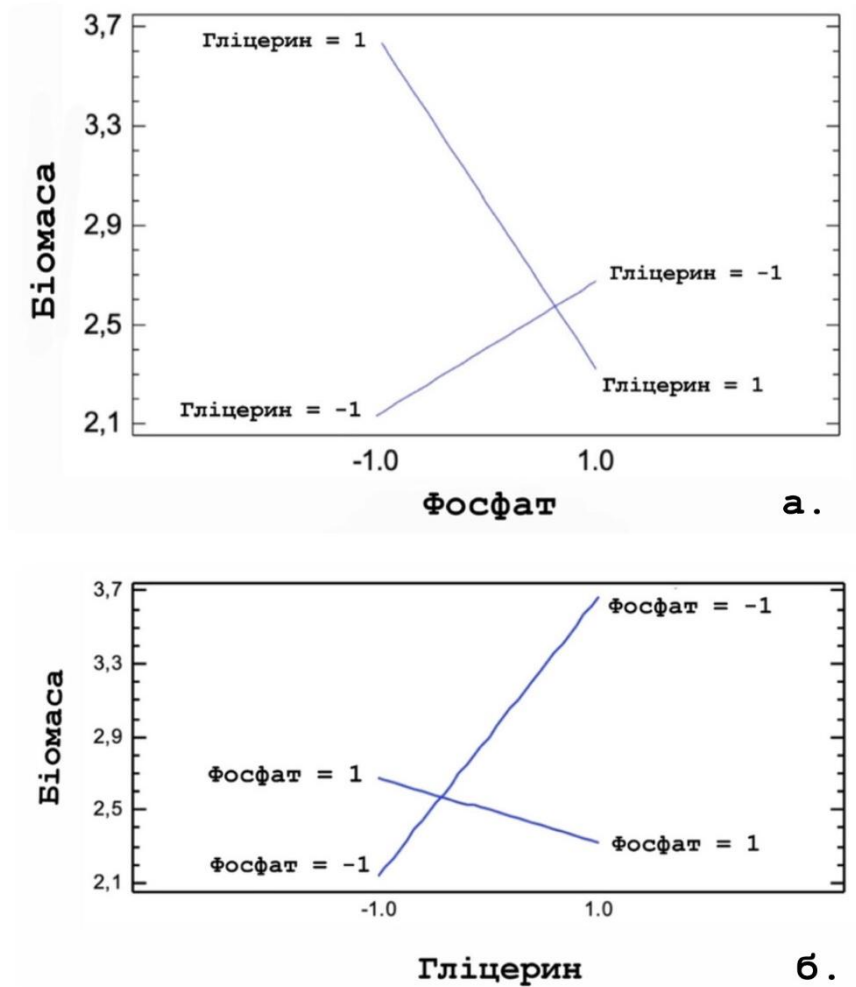 3,7
Гліцерин = 1
3,3
2,9
Біомаса
Гліцерин = -1
2,5
Гліцерин = 1
Гліцерин = -1
2,1
-1.0 1.0
Фосфат а.
3,7
Фосфат = -1
3,3
Біомаса
2,9
Фосфат = 1
2,5
Фосфат = 1
Фосфат = -1
2,1
-1.0 1.0
Гліцерин б.